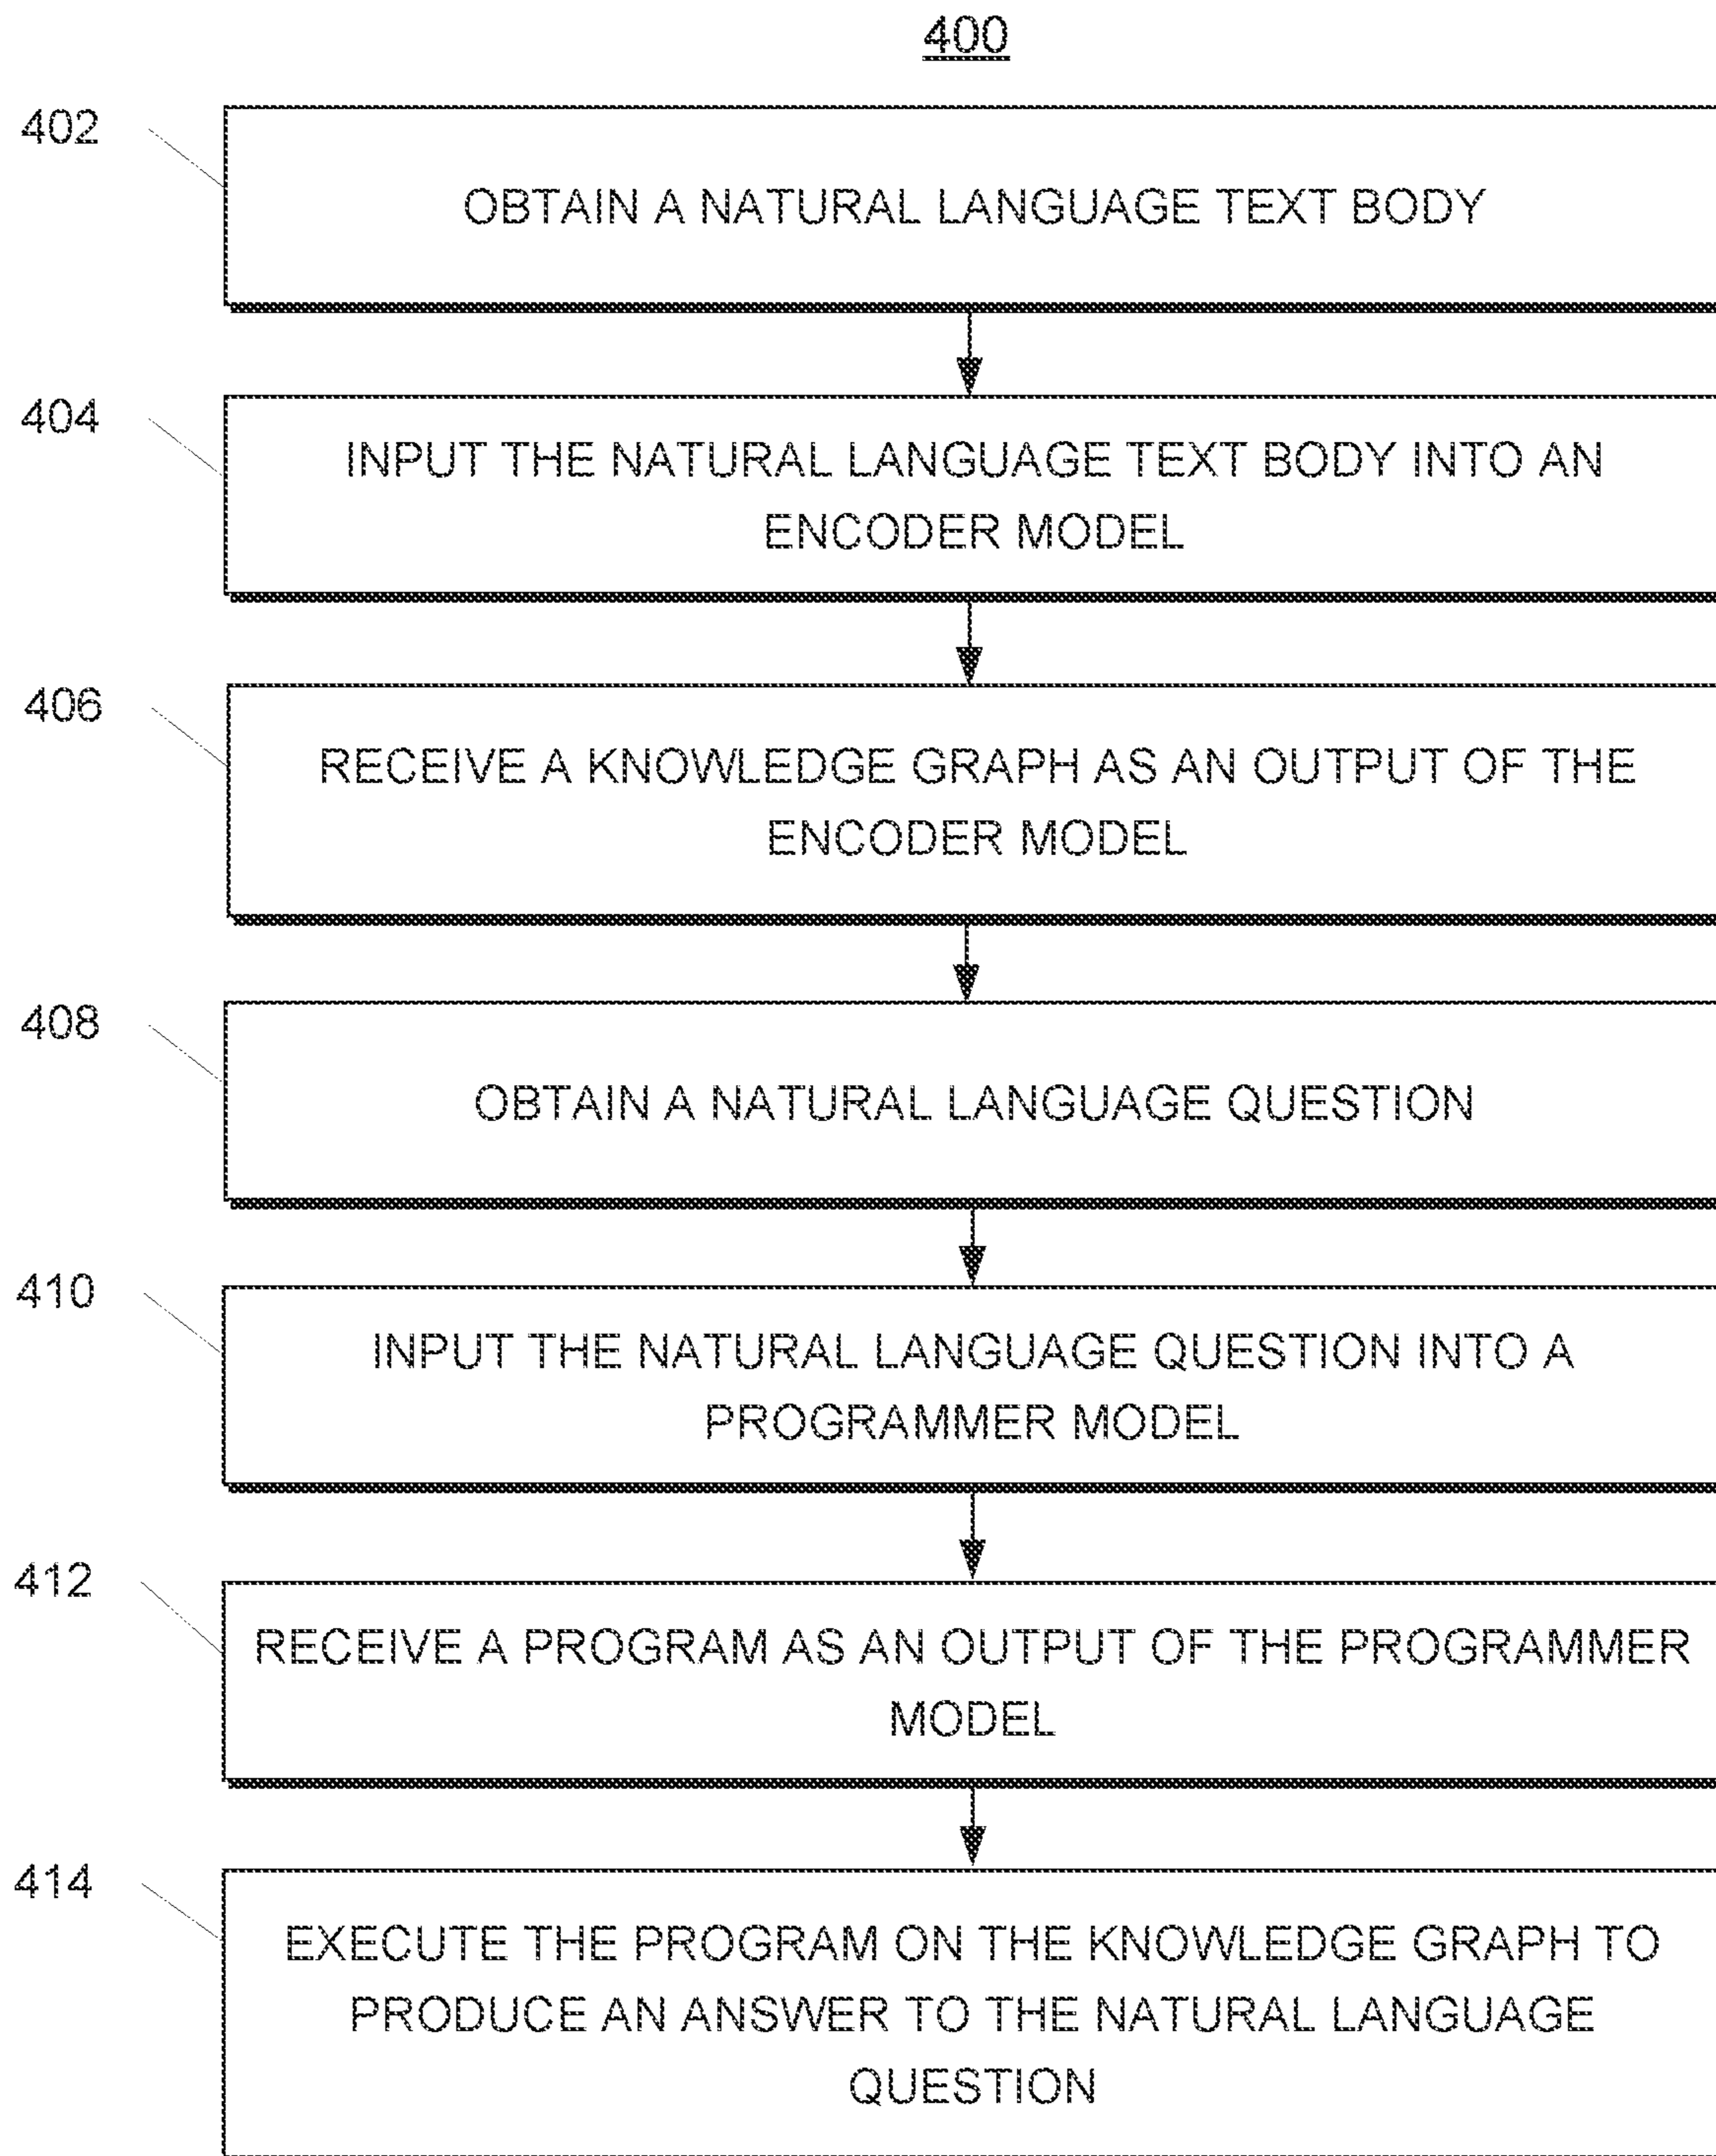 400
402
OBTAIN A NATURAL LANGUAGE TEXT BODY
404
INPUT THE NATURAL LANGUAGE TEXT BODY INTO AN
ENCODER MODEL
406
RECEIVE A KNOWLEDGE GRAPH AS AN OUTPUT OF THE
ENCODER MODEL
408
OBTAIN A NATURAL LANGUAGE QUESTION
410
INPUT THE NATURAL LANGUAGE QUESTION INTO A
PROGRAMMER MODEL
412
RECEIVE A PROGRAM AS AN OUTPUT OF THE PROGRAMMER
MODEL
414
EXECUTE THE PROGRAM ON THE KNOWLEDGE GRAPH TO
PRODUCE AN ANSWER TO THE NATURAL LANGUAGE
QUESTION